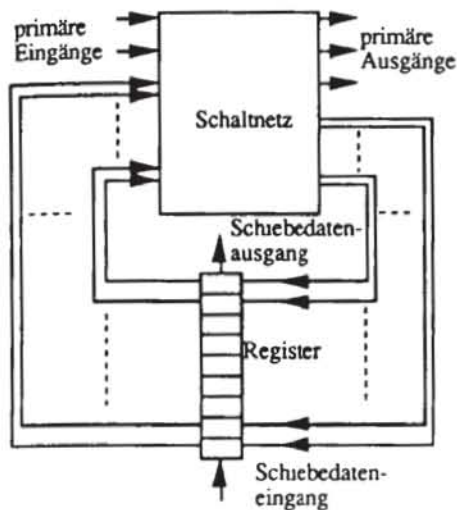 primäre
Eingänge
primäre
Ausgänge
Schaltnetz
Schiebedaten-
ausgang
Register
Schiebedaten-
eingang